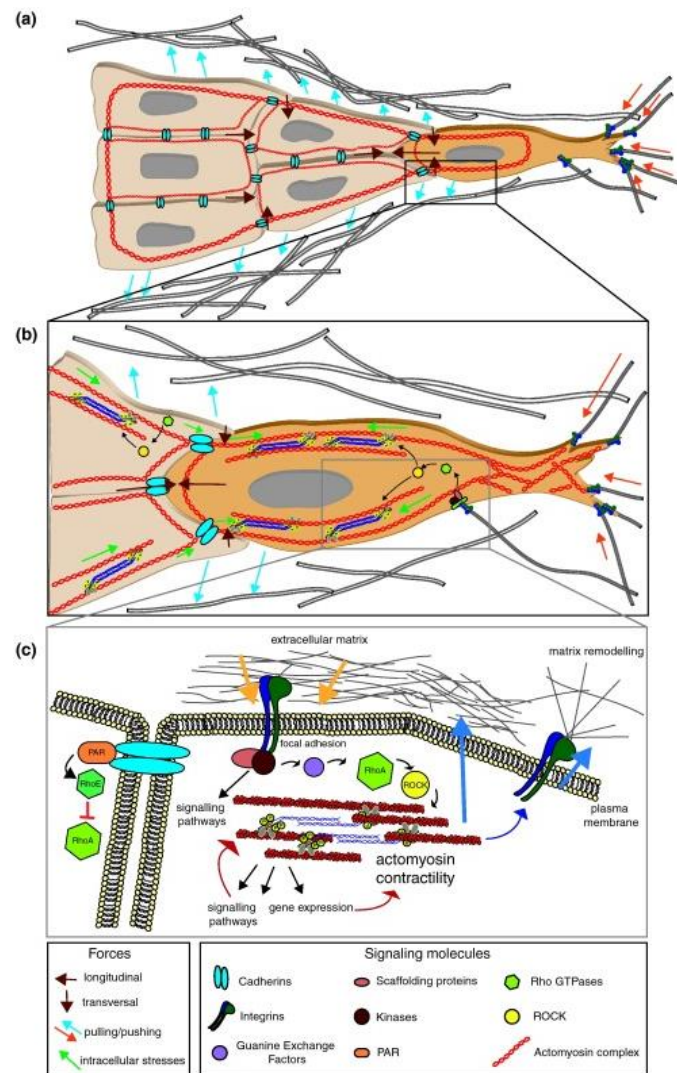 (a)
(b)
(c)
extracellular matrix
matrix remodelling
focal adhesion
PAR
RhoE
RhoA
RhoA
ROCK
signalling
pathways
plasma
membrane
actomyosin
contractility
signalling
pathways
gene expression
Forces
longitudinal
transversal
pulling/pushing
intracellular stresses
Signaling molecules
Cadherins
Scaffolding proteins
Rho GTPases
Integrins
Kinases
ROCK
Guanine Exchange
Factors
PAR
Actomyosin complex